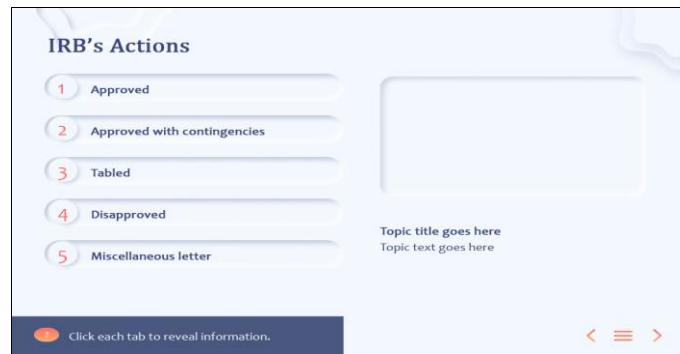 IRB's Actions
1 Approved
2 Approved with contingencies
3 Tabled
4 Disapproved
5 Miscellaneous letter
Topic title goes here
Topic text goes here
Click each tab to reveal information.